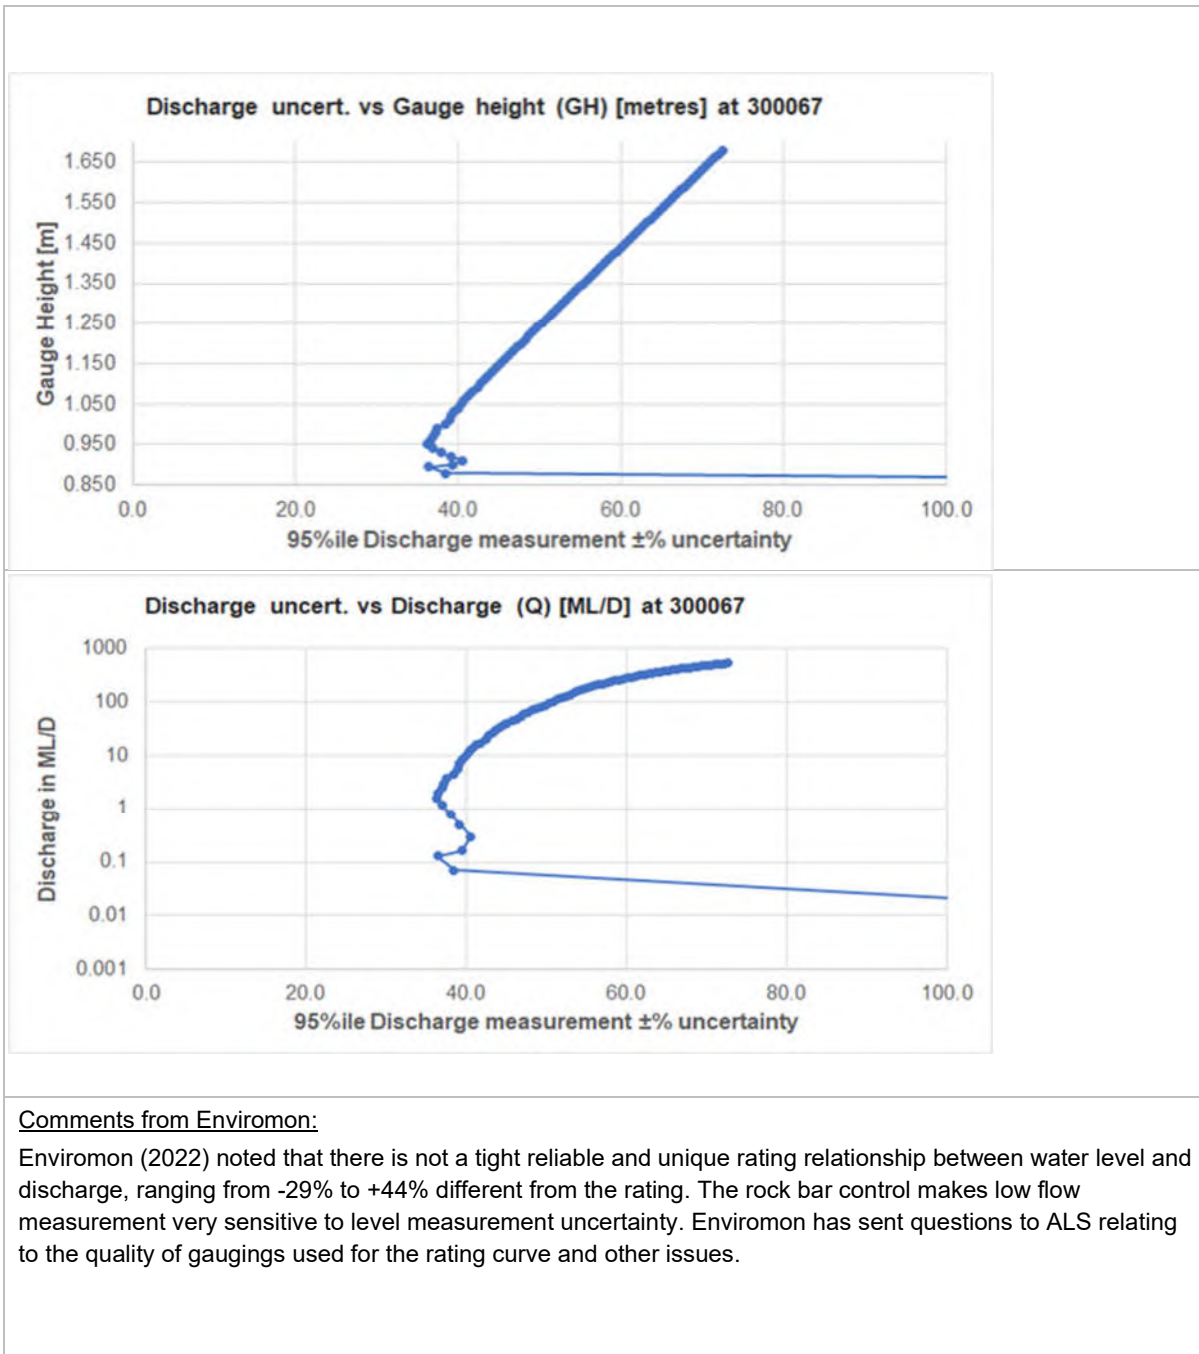 Discharge uncert. vs Gauge height (GH) [metres] at 300067
Gauge Height [m]
1.650
1.550
1.450
1.350
1.250
1.150
1.050
0.950
0.850
0.0 20.0 40.0 60.0 80.0 100.0
95%ile Discharge measurement ±% uncertainty
Discharge uncert. vs Discharge (Q) [ML/D] at 300067
Discharge in ML/D
1000
100
10
1
0.1
0.01
0.001
0.0 20.0 40.0 60.0 80.0 100.0
95%ile Discharge measurement ±% uncertainty
Comments from Enviromon:
Enviromon (2022) noted that there is not a tight reliable and unique rating relationship between water level and
discharge, ranging from -29% to +44% different from the rating. The rock bar control makes low flow
measurement very sensitive to level measurement uncertainty. Enviromon has sent questions to ALS relating
to the quality of gaugings used for the rating curve and other issues.